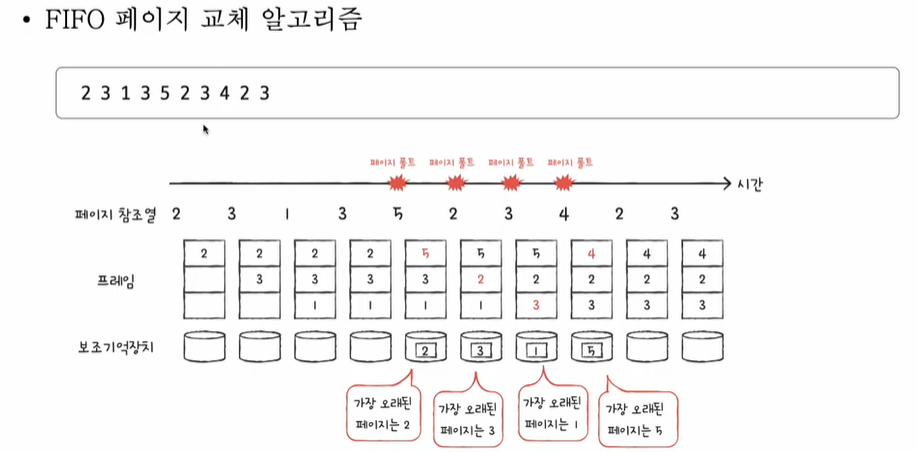 • FIFO 페이지 교체 알고리즘
2 3 1 3 5 2 3 4 2 3
페이지 폴트 페이지 폴트 페이지 폴트 페이지 폴트
시간
페이지 참조열 2 3 1 3 5 2 3 4 2 3
2 2 2 2 5 5 5 4 4 4
프레임 3 3 3 3 2 2 2 2 2
1 1 1 1 3 3 3 3
보조기억장치 2 3 1 5
가장 오래된 가장 오래된 가장 오래된 가장 오래된
페이지는 2 페이지는 3 페이지는 1 페이지는 5